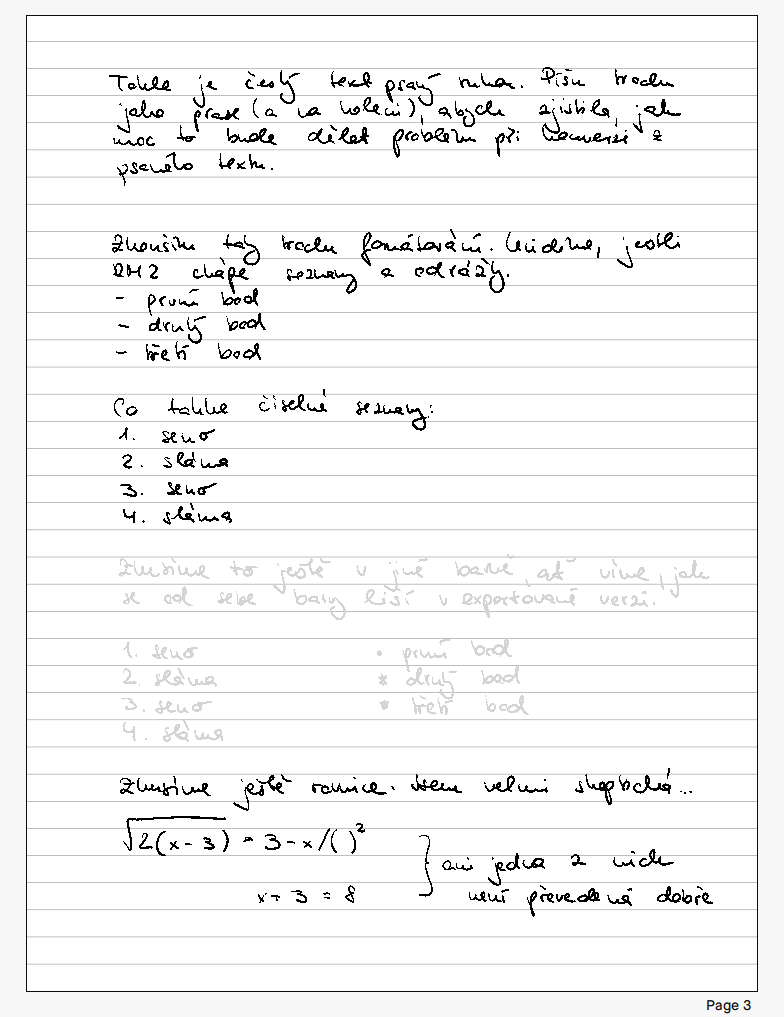 Tohle je český text psaný rukou. Píšu trochu
jako prase (a na koleni), abych zjistila, jak
moc to bude dělat problém při konverzi z
psaného textu.
Zkouším taky trochu formátování. Uvidíme, jestli
RM2 chápe seznamy a odrážky.
- první bod
- druhý bod
- třetí bod
Co takhle číselné seznamy:
1. seno
2. sláma
3. seno
4. sláma
Zkusíme to ještě v jiné barvě, ať víme, jak
se od sebe barvy liší v exportované verzi.
1. seno • první bod
2. sláma * druhý bod
3. seno * třetí bod
4. sláma
Zkusíme ještě rovnice. Jsem velmi skeptická...
√2(x-3) = 3-x/( )²
x + 3 = 8
} ani jedna z nich
není převedená dobře
Page 3